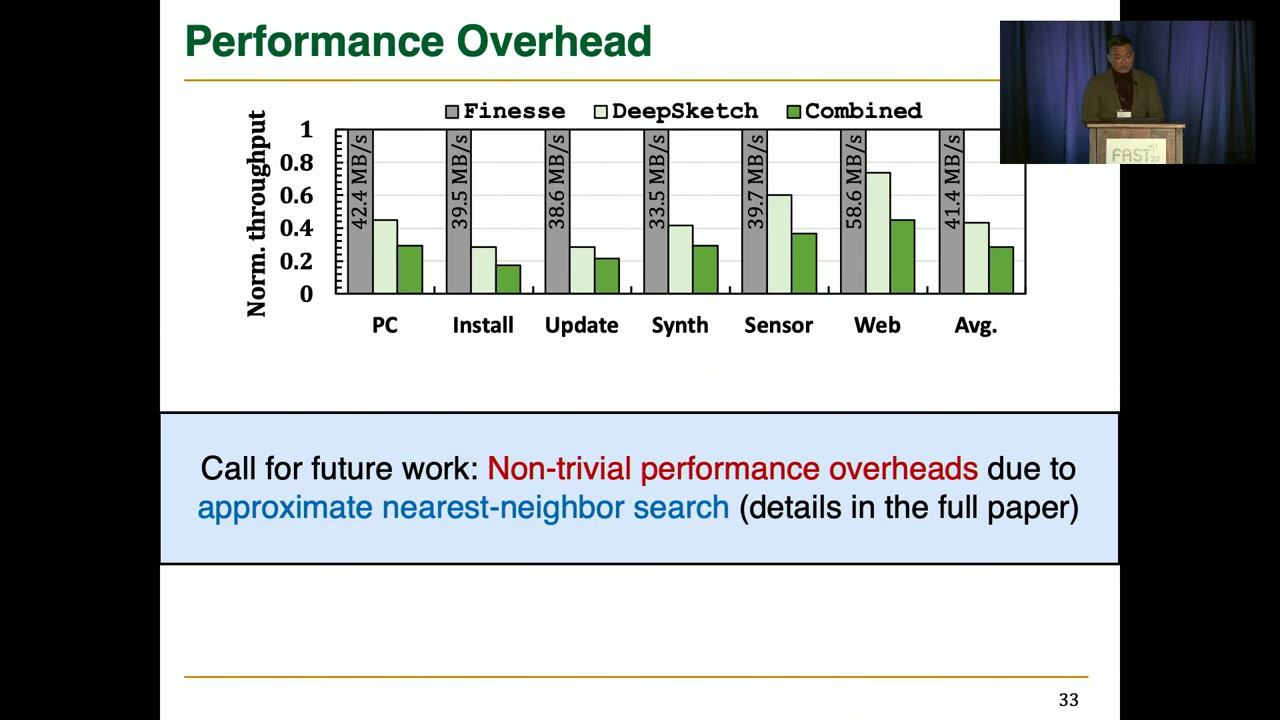 Performance Overhead
Finesse DeepSketch Combined
Norm. throughput
1
0.8
0.6
0.4
0.2
0
42.4 MB/s
39.5 MB/s
38.6 MB/s
33.5 MB/s
39.7 MB/s
58.6 MB/s
41.4 MB/s
PC Install Update Synth Sensor Web Avg.
Call for future work: Non-trivial performance overheads due to
approximate nearest-neighbor search (details in the full paper)
33
FAST